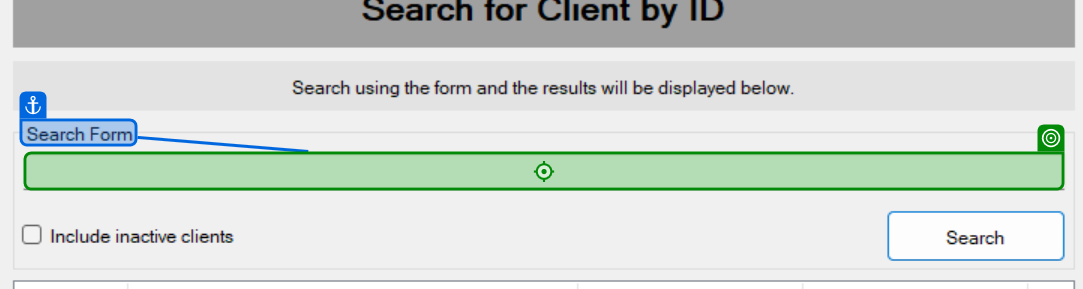 Search for Client by ID
Search using the form and the results will be displayed below.
Search Form
Include inactive clients
Search